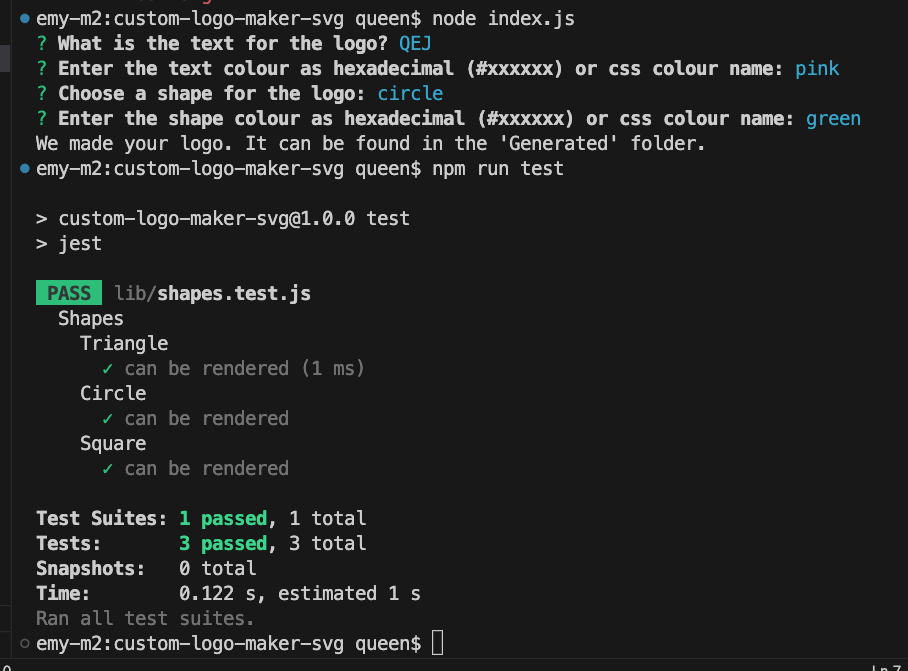 emy-m2:custom-logo-maker-svg queen$ node index.js
? What is the text for the logo? QEJ
? Enter the text colour as hexadecimal (#xxxxxx) or css colour name: pink
? Choose a shape for the logo: circle
? Enter the shape colour as hexadecimal (#xxxxxx) or css colour name: green
We made your logo. It can be found in the 'Generated' folder.
emy-m2:custom-logo-maker-svg queen$ npm run test
> custom-logo-maker-svg@1.0.0 test
> jest
PASS lib/shapes.test.js
Shapes
Triangle
✓ can be rendered (1 ms)
Circle
✓ can be rendered
Square
✓ can be rendered
Test Suites: 1 passed, 1 total
Tests: 3 passed, 3 total
Snapshots: 0 total
Time: 0.122 s, estimated 1 s
Ran all test suites.
emy-m2:custom-logo-maker-svg queen$